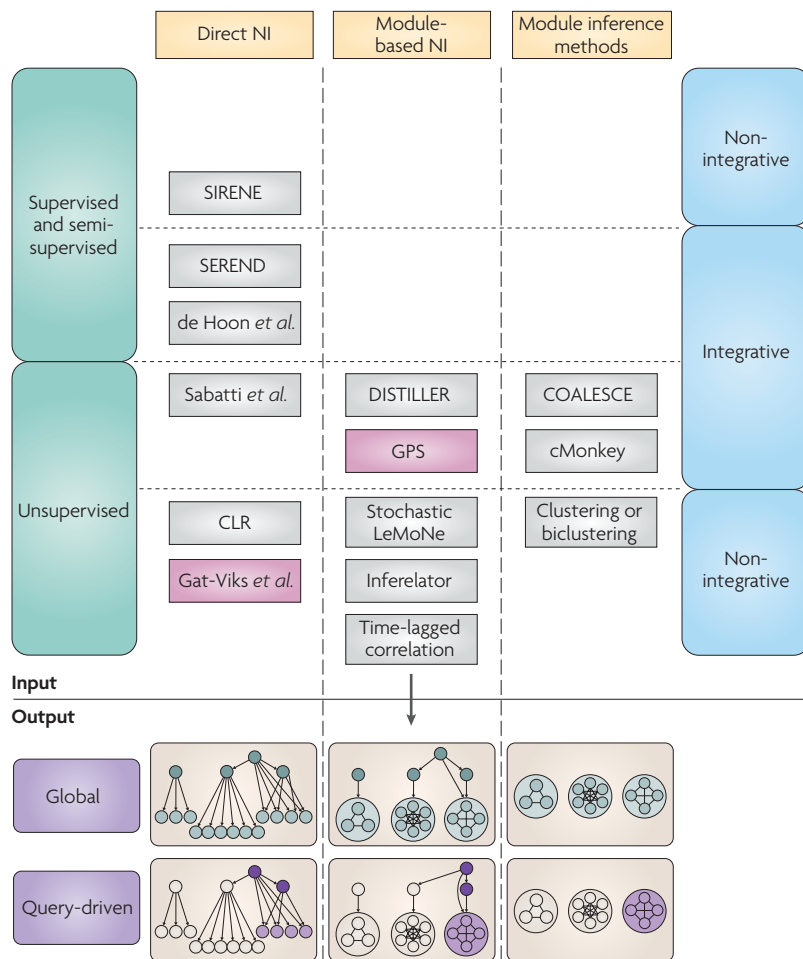 Direct NI
Module-
based NI
Module inference
methods
Supervised
and semi-
supervised
Non-
integrative
SIRENE
SEREND
de Hoon et al.
Integrative
Unsupervised
Sabatti et al.
DISTILLER
COALESCE
GPS
cMonkey
CLR
Stochastic
LeMoNe
Clustering or
biclustering
Non-
integrative
Gat-Viks et al.
Inferelator
Time-lagged
correlation
Input
Output
Global
Query-driven